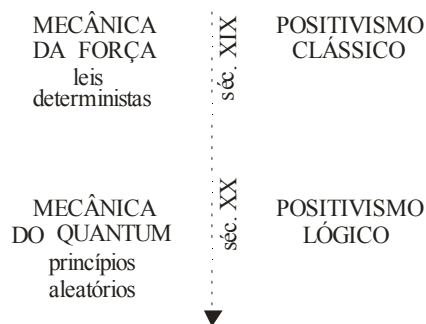 MECÂNICA
DA FORÇA
leis
deterministas
séc. XIX
POSITIVISMO
CLÁSSICO
MECÂNICA
DO QUANTUM
princípios
aleatórios
séc. XX
POSITIVISMO
LÓGICO